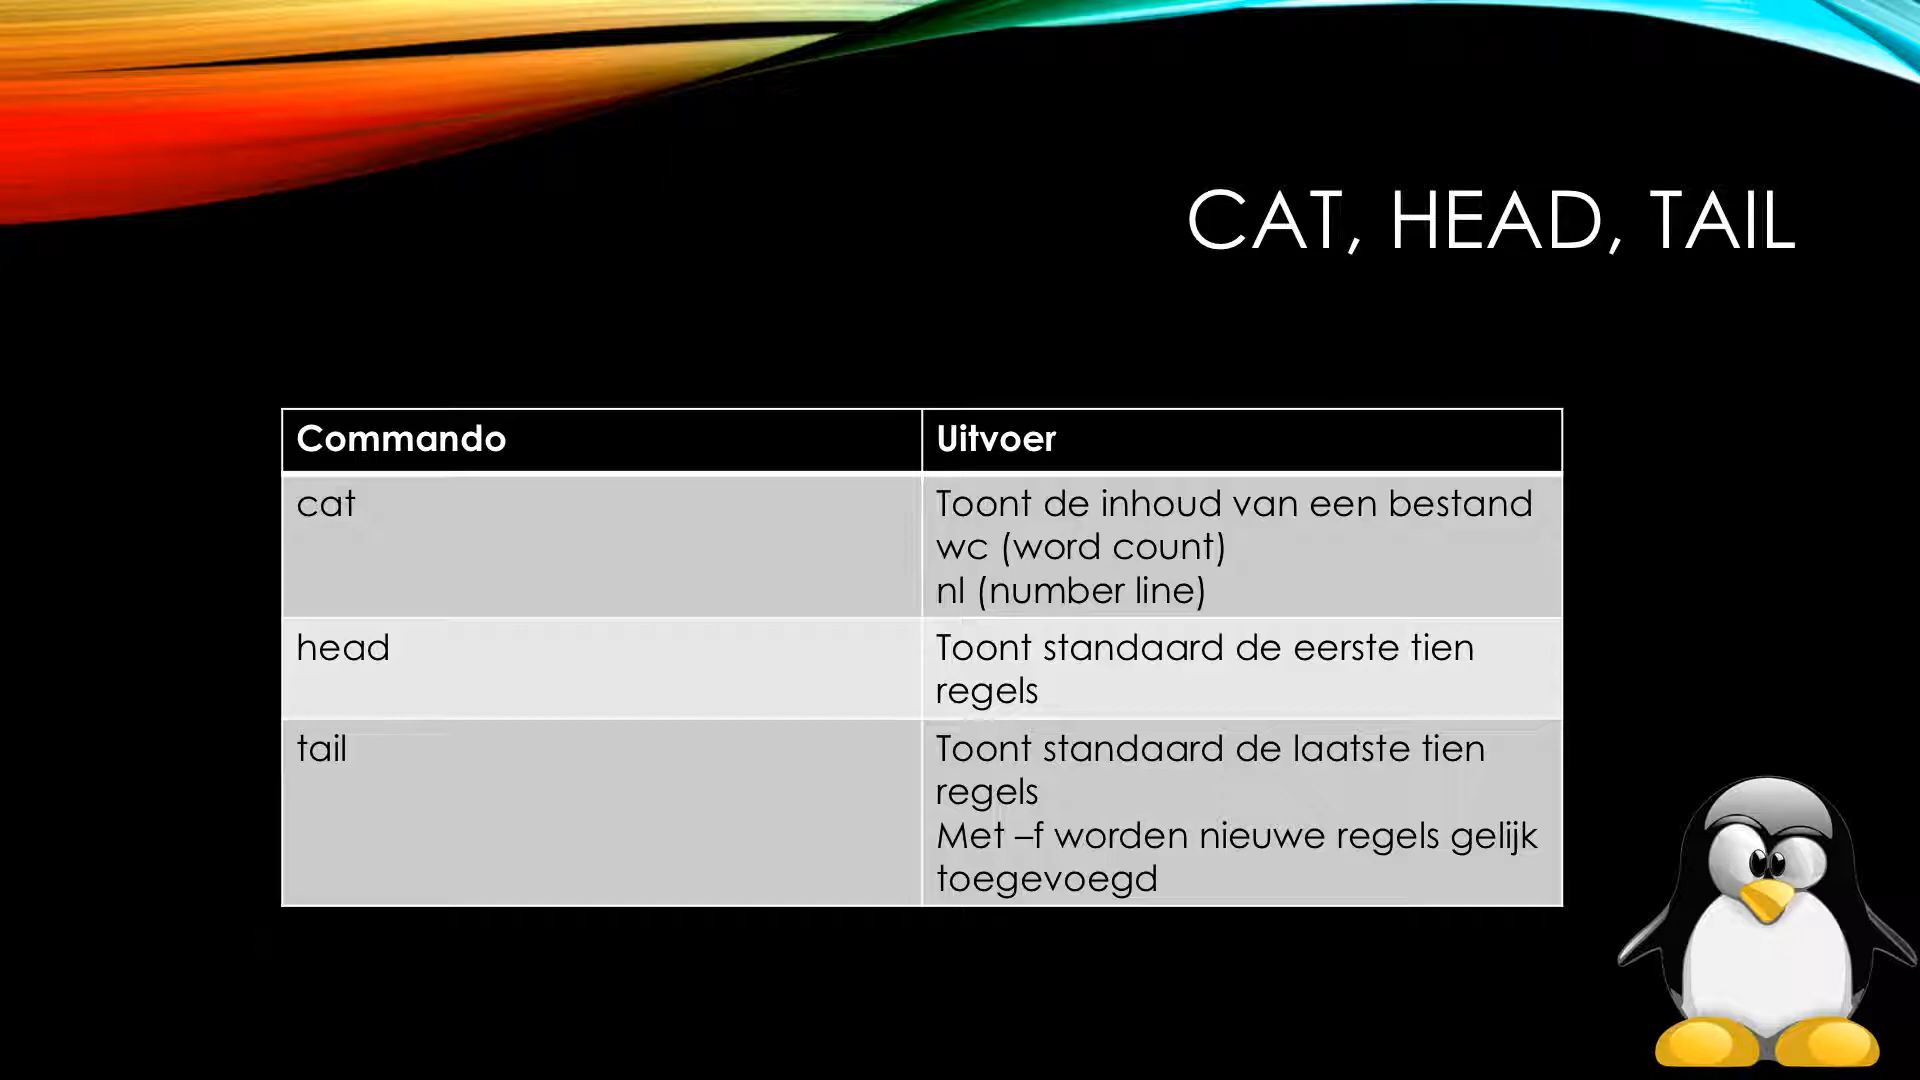 CAT, HEAD, TAIL
Commando
Uitvoer
cat
Toont de inhoud van een bestand
wc (word count)
nl (number line)
head
Toont standaard de eerste tien
regels
tail
Toont standaard de laatste tien
regels
Met –f worden nieuwe regels gelijk
toegevoegd